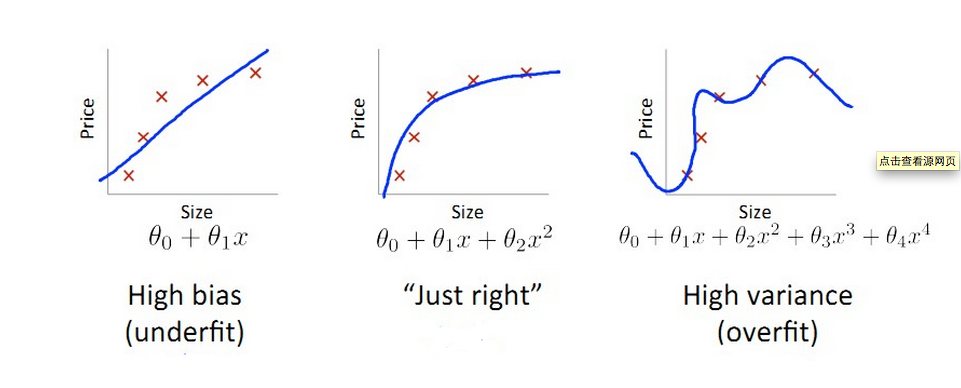 Price
Size
θ₀ + θ₁x
High bias
(underfit)
Price
Size
θ₀ + θ₁x + θ₂x²
“Just right”
Price
Size
θ₀ + θ₁x + θ₂x² + θ₃x³ + θ₄x⁴
High variance
(overfit)
点击查看源网页